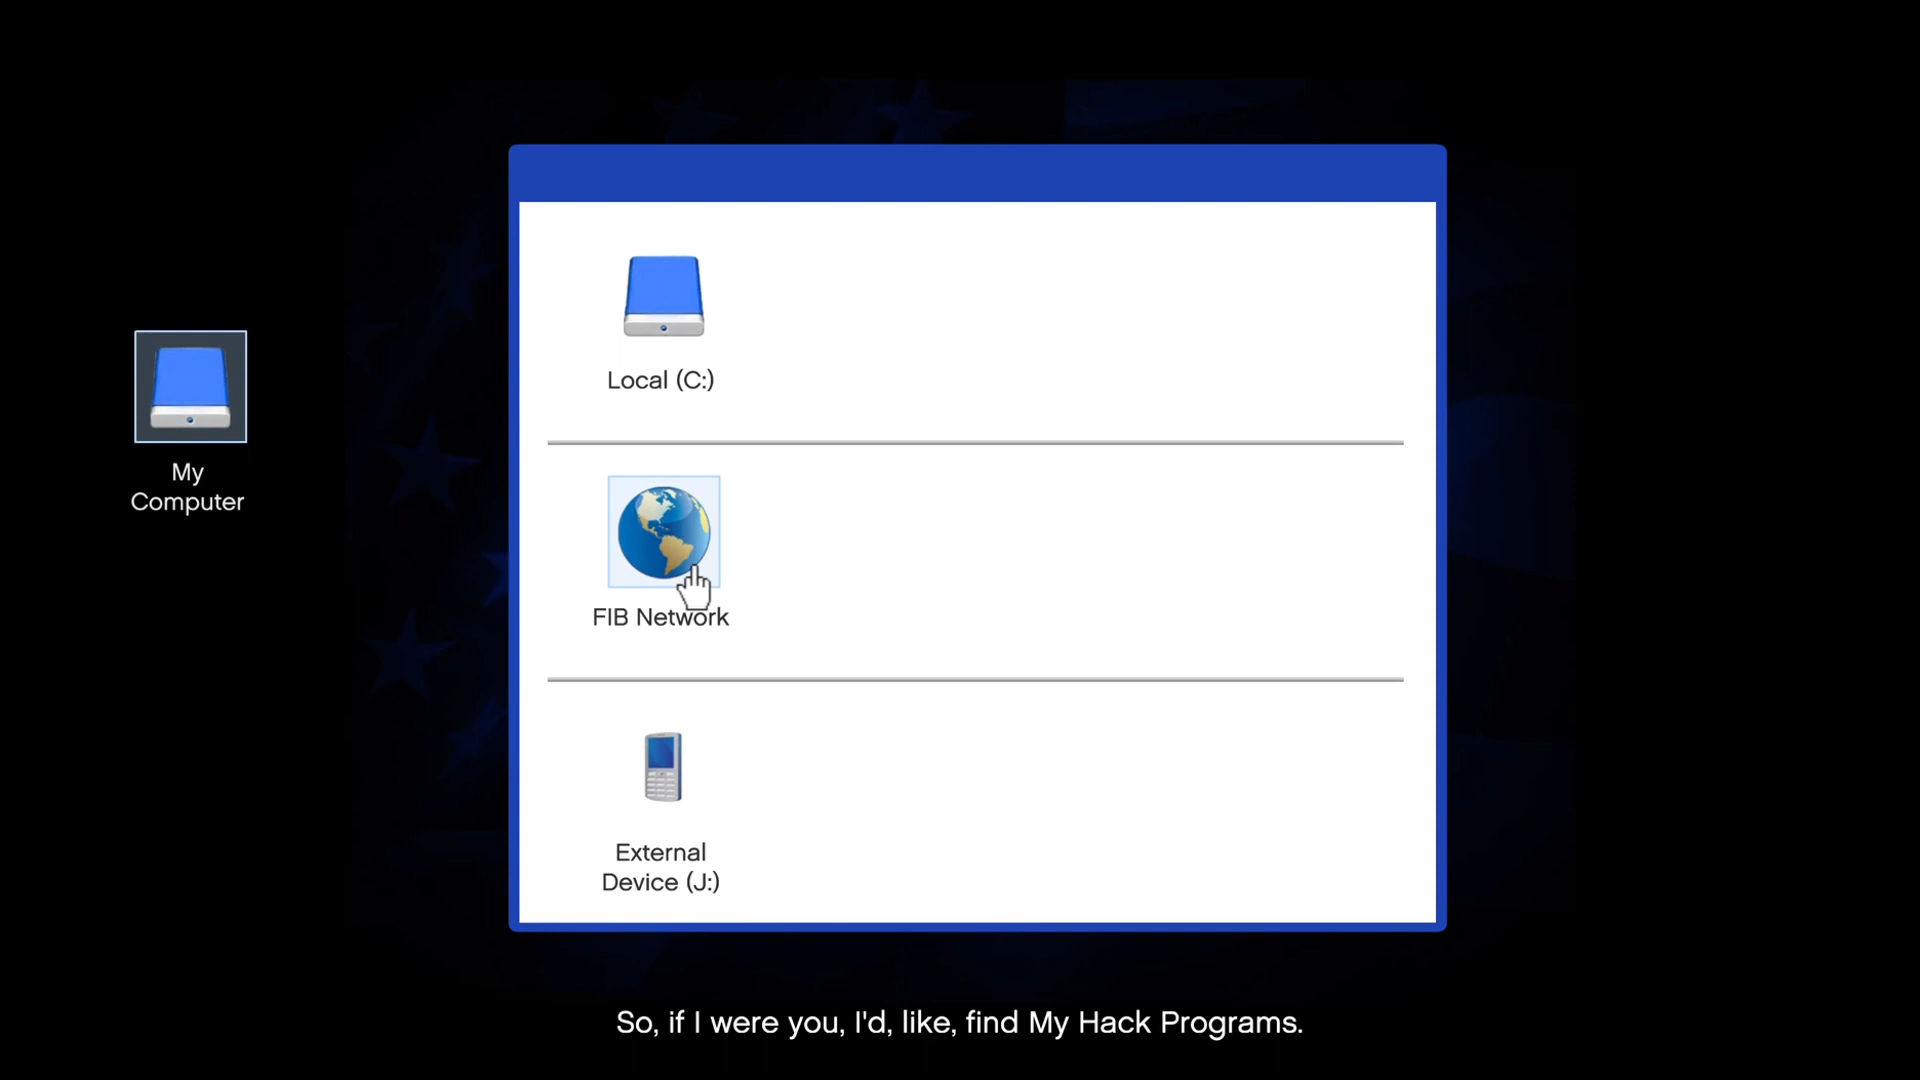 My
Computer
Local (C:)
FIB Network
External
Device (J:)
So, if I were you, I'd, like, find My Hack Programs.